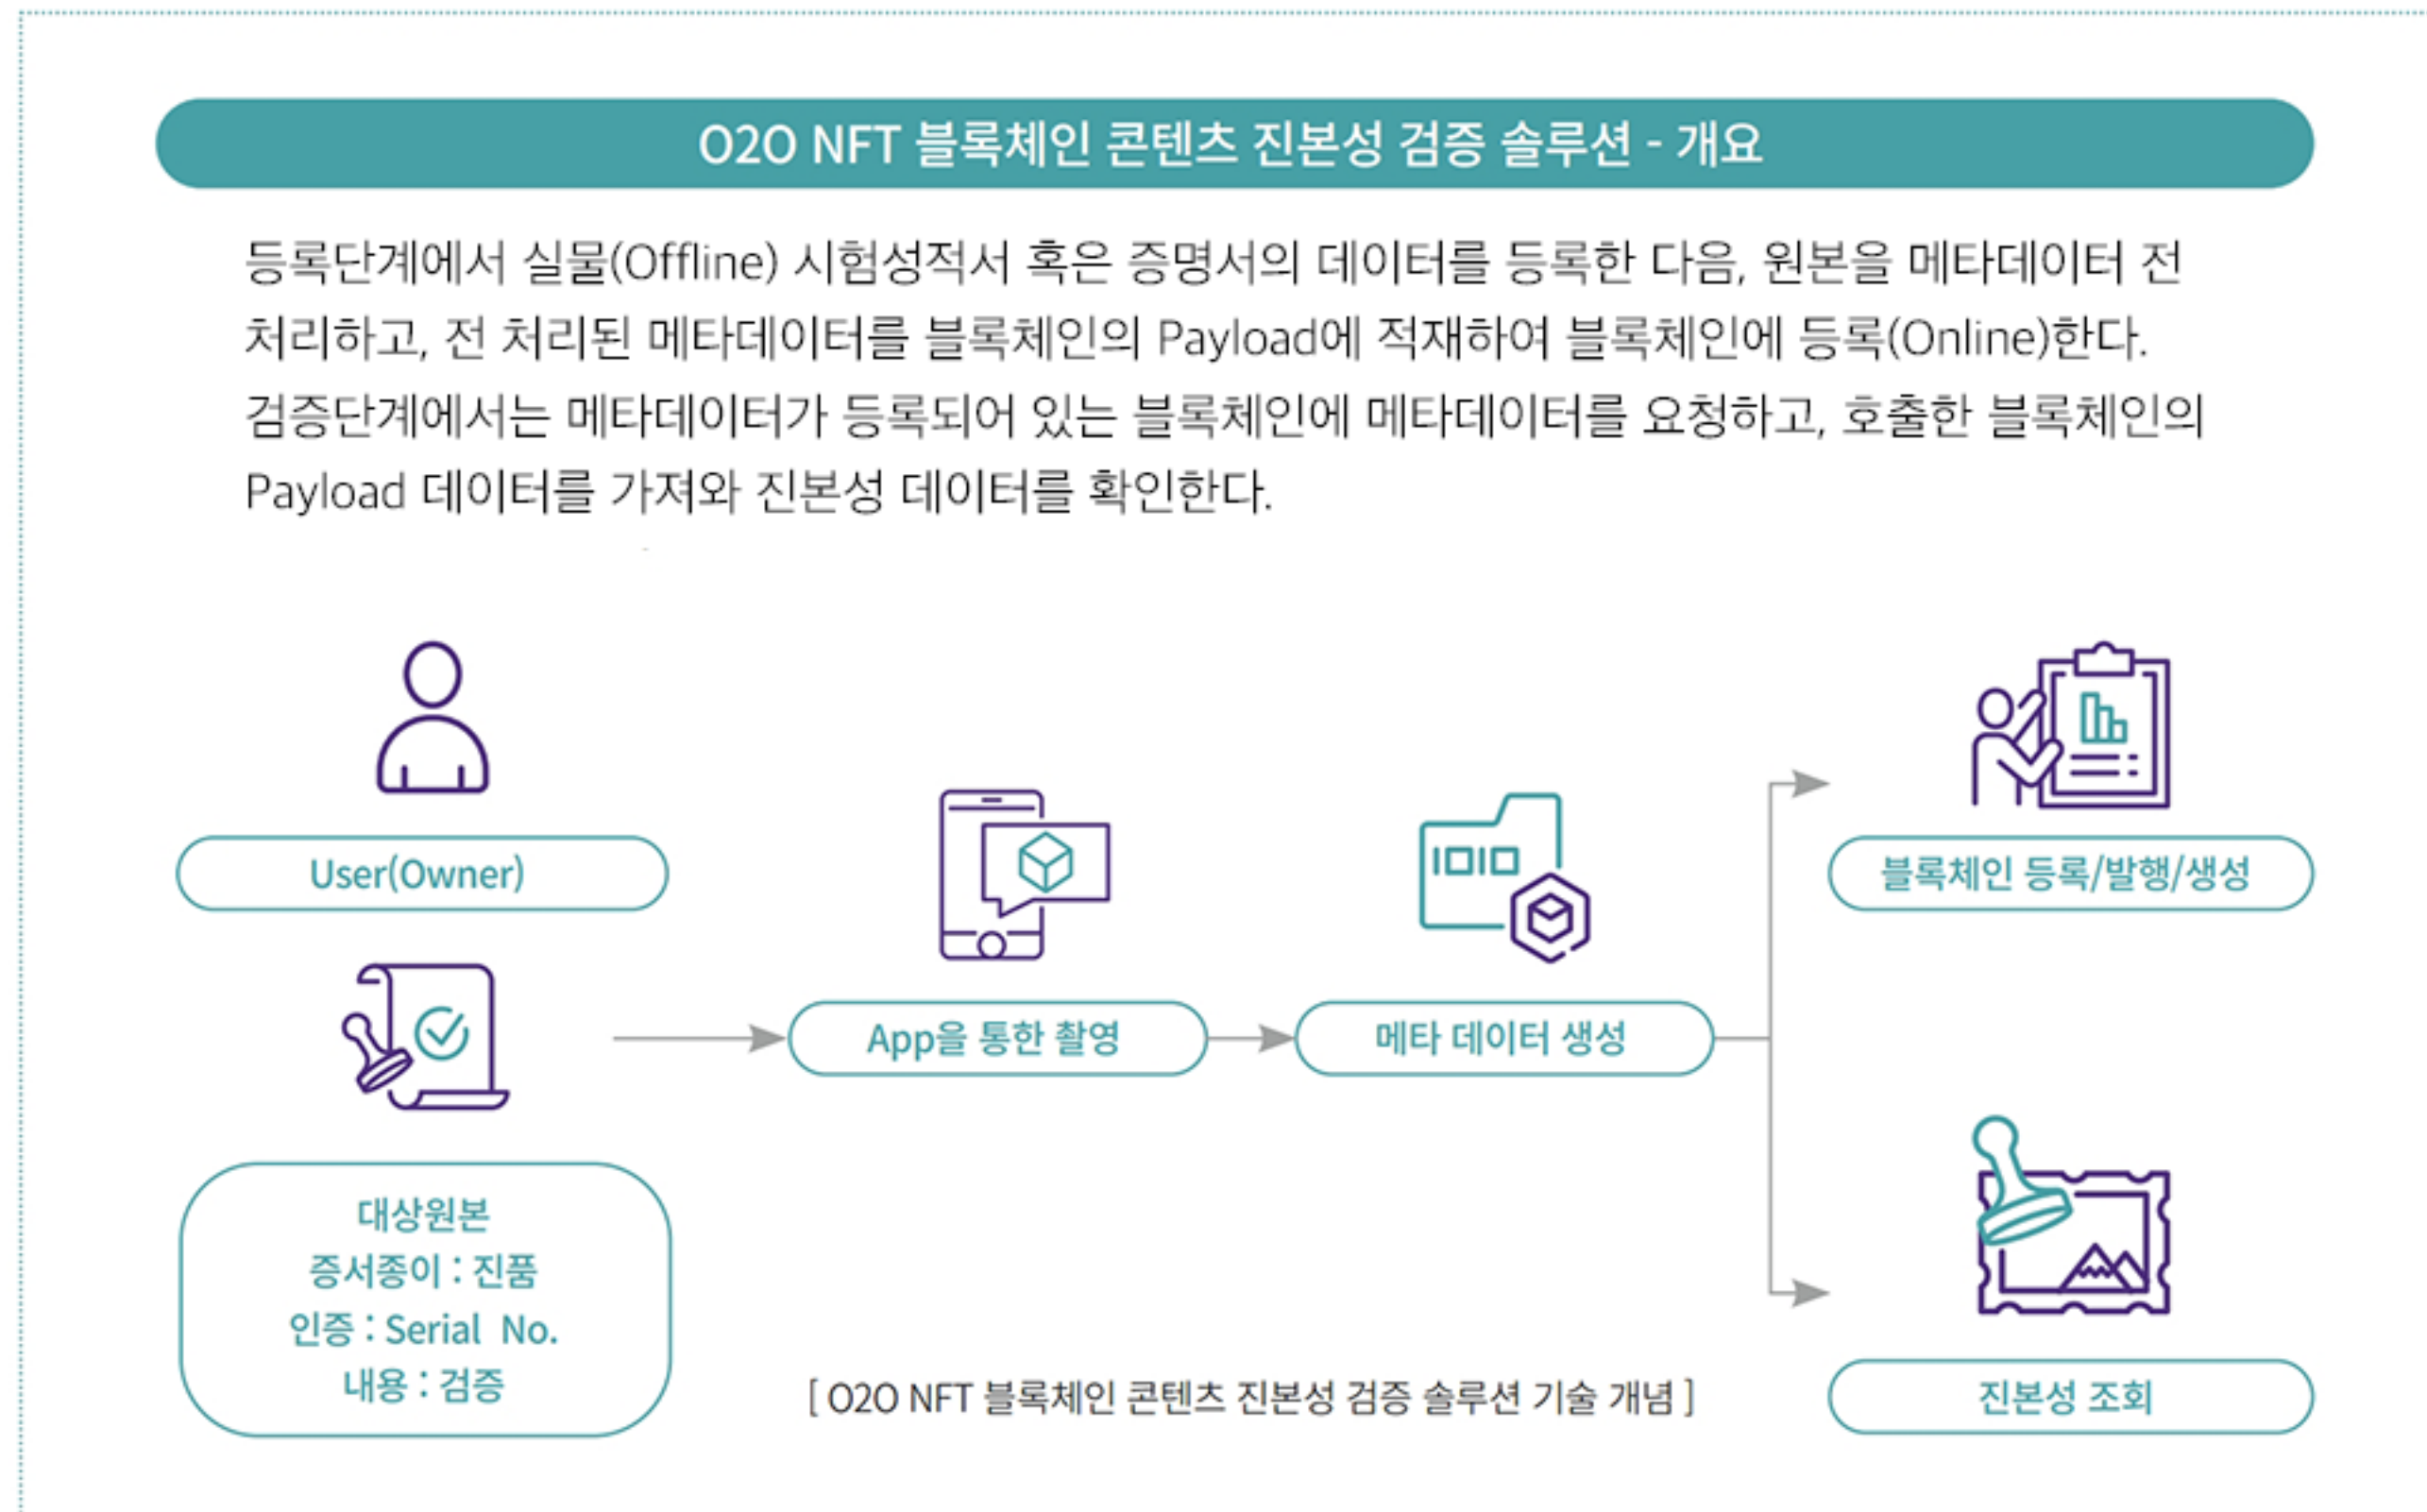 O2O NFT 블록체인 콘텐츠 진본성 검증 솔루션 - 개요
등록단계에서 실물(Offline) 시험성적서 혹은 증명서의 데이터를 등록한 다음, 원본을 메타데이터 전
처리하고, 전 처리된 메타데이터를 블록체인의 Payload에 적재하여 블록체인에 등록(Online)한다.
검증단계에서는 메타데이터가 등록되어 있는 블록체인에 메타데이터를 요청하고, 호출한 블록체인의
Payload 데이터를 가져와 진본성 데이터를 확인한다.
User(Owner)
대상원본
증서종이 : 진품
인증 : Serial No.
내용 : 검증
App을 통한 촬영
메타 데이터 생성
블록체인 등록/발행/생성
진본성 조회
[ O2O NFT 블록체인 콘텐츠 진본성 검증 솔루션 기술 개념 ]